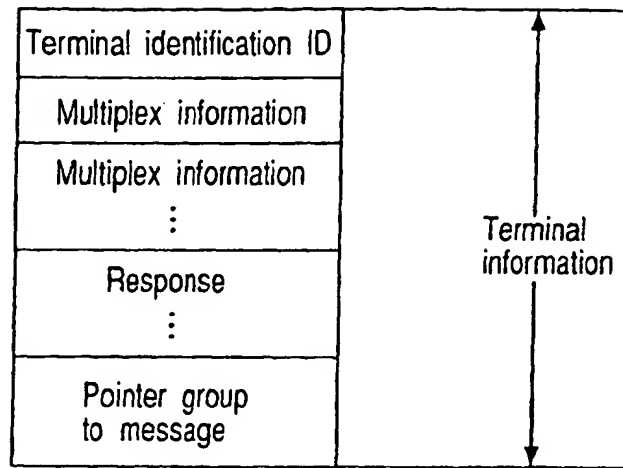 Terminal identification ID
Multiplex information
Multiplex information
⋮
Response
⋮
Pointer group
to message
Terminal
information